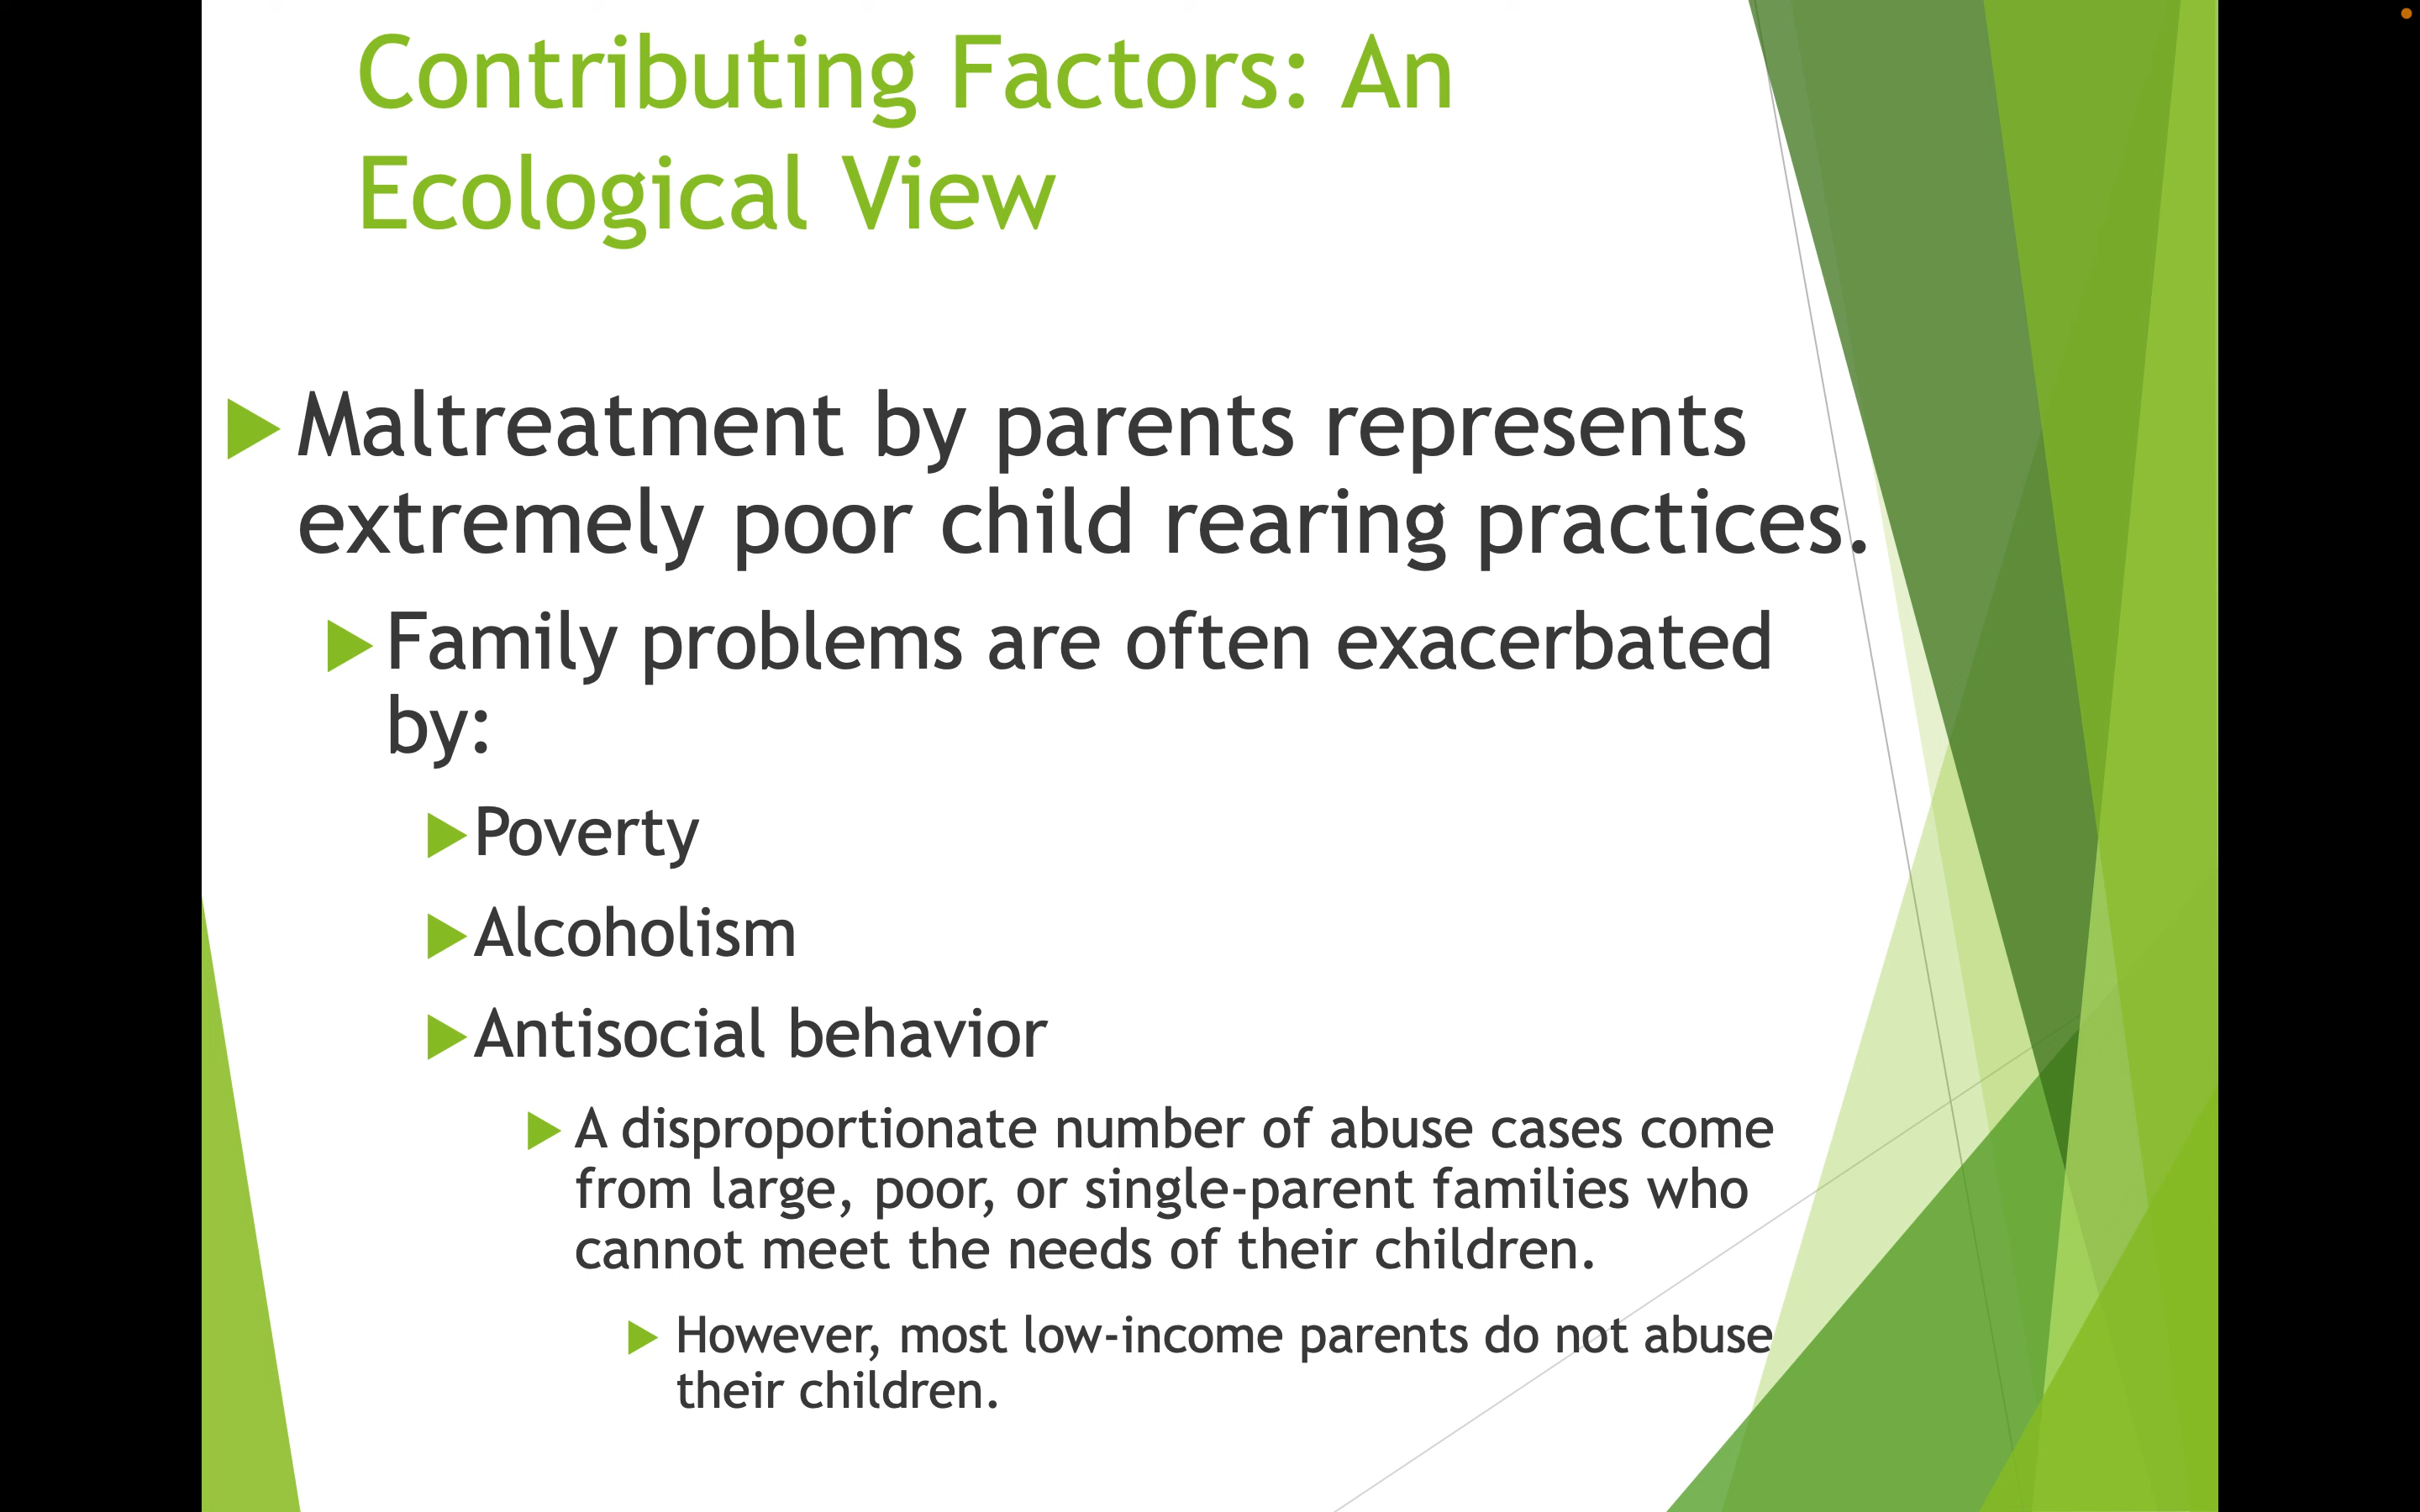 Contributing Factors: An
Ecological View
Maltreatment by parents represents
extremely poor child rearing practices.
Family problems are often exacerbated
by:
Poverty
Alcoholism
Antisocial behavior
A disproportionate number of abuse cases come
from large, poor, or single-parent families who
cannot meet the needs of their children.
However, most low-income parents do not abuse
their children.